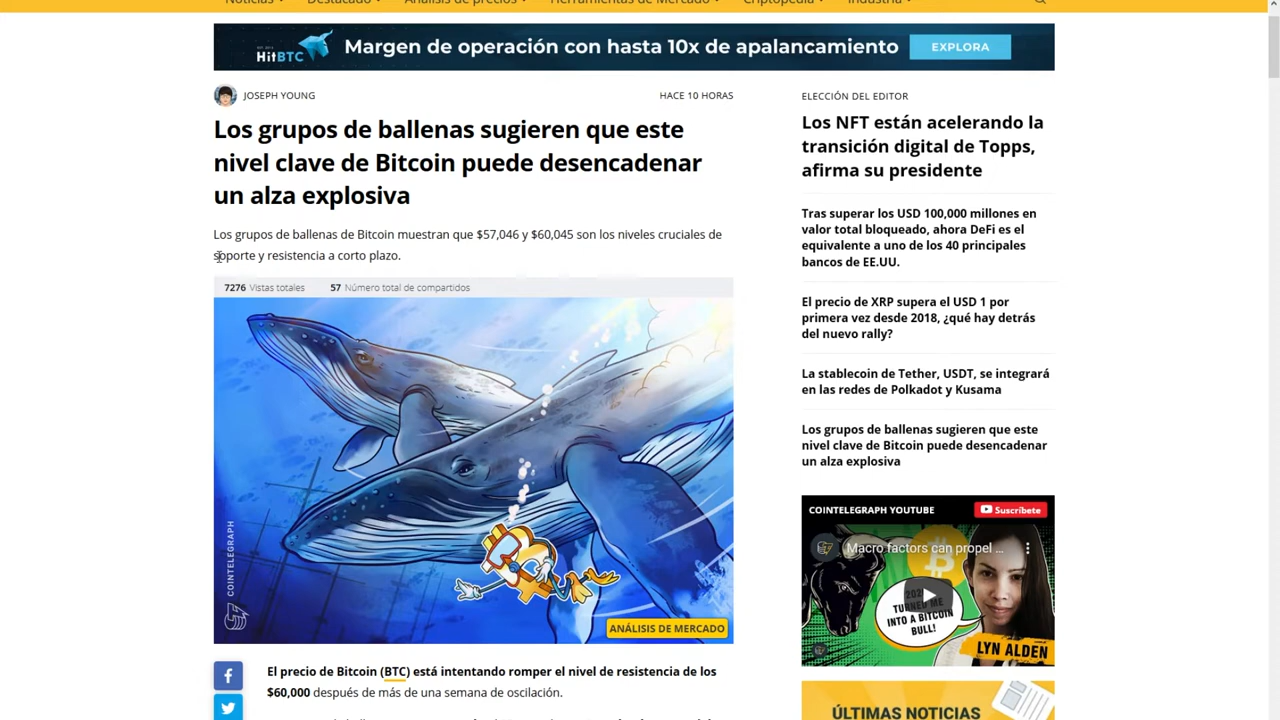 Noticias
Destacado
Análisis de precios
Herramientas de Mercado
Criptopedia
Industria
HitBTC
Margen de operación con hasta 10x de apalancamiento
EXPLORA
JOSEPH YOUNG
HACE 10 HORAS
Los grupos de ballenas sugieren que este
nivel clave de Bitcoin puede desencadenar
un alza explosiva
Los grupos de ballenas de Bitcoin muestran que $57,046 y $60,045 son los niveles cruciales de
soporte y resistencia a corto plazo.
7276 Vistas totales
57 Número total de compartidos
COINTELEGRAPH
ANÁLISIS DE MERCADO
El precio de Bitcoin (BTC) está intentando romper el nivel de resistencia de los
$60,000 después de más de una semana de oscilación.
ELECCIÓN DEL EDITOR
Los NFT están acelerando la
transición digital de Topps,
afirma su presidente
Tras superar los USD 100,000 millones en
valor total bloqueado, ahora DeFi es el
equivalente a uno de los 40 principales
bancos de EE.UU.
El precio de XRP supera el USD 1 por
primera vez desde 2018, ¿qué hay detrás
del nuevo rally?
La stablecoin de Tether, USDT, se integrará
en las redes de Polkadot y Kusama
Los grupos de ballenas sugieren que este
nivel clave de Bitcoin puede desencadenar
un alza explosiva
COINTELEGRAPH YOUTUBE
Suscríbete
Macro factors can propel ...
TURNED ME
INTO A BITCOIN
BULL!
LYN ALDEN
ÚLTIMAS NOTICIAS